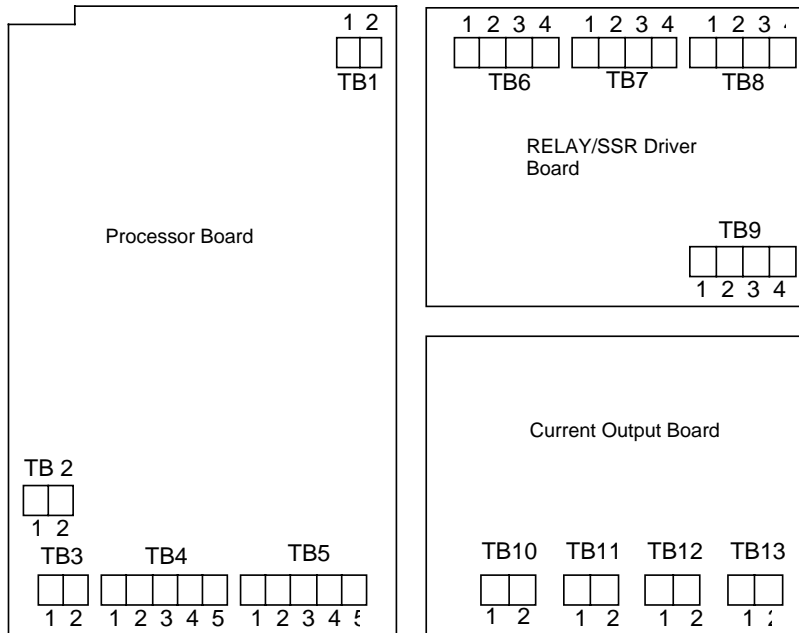 1 2
TB1
Processor Board
TB 2
1 2
TB3 TB4 TB5
1 2 1 2 3 4 5 1 2 3 4
1 2 3 4 1 2 3 4 1 2 3
TB6 TB7 TB8
RELAY/SSR Driver
Board
TB9
1 2 3 4
Current Output Board
TB10 TB11 TB12 TB13
1 2 1 2 1 2 1